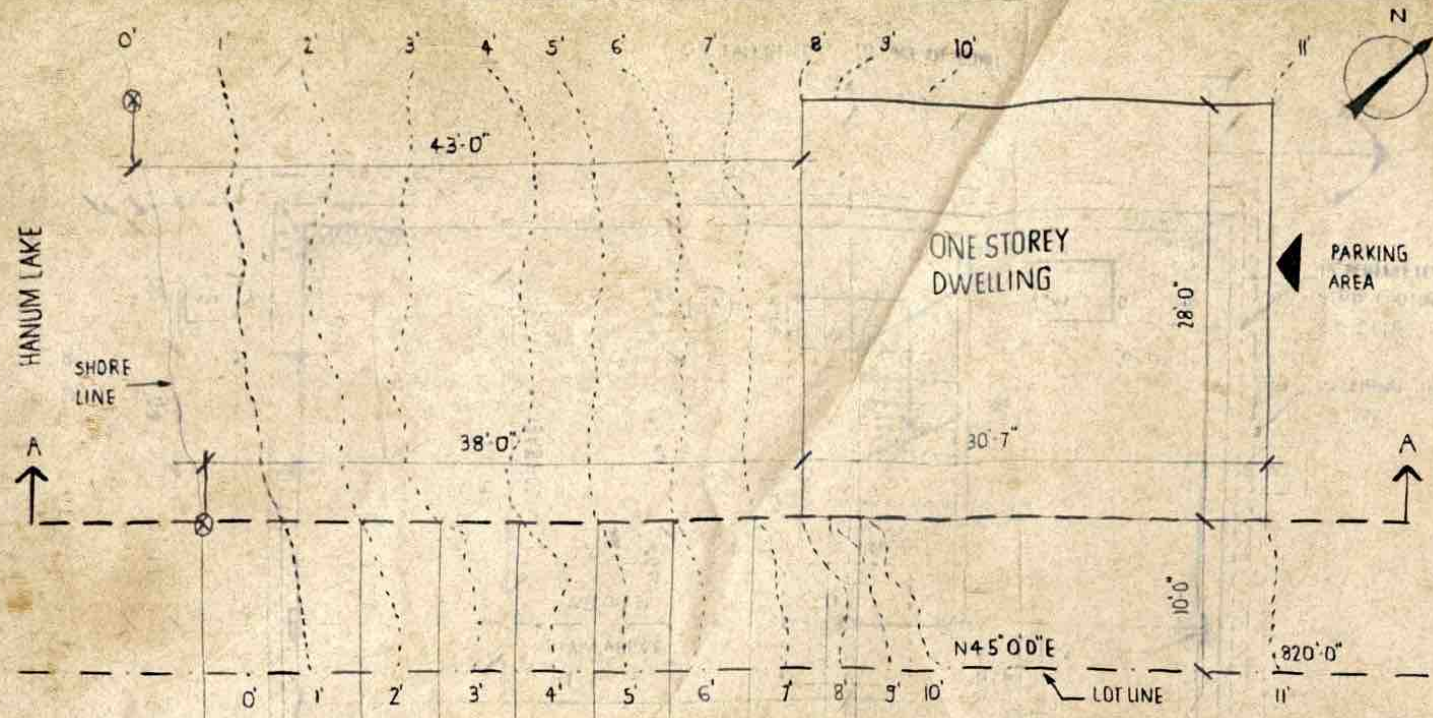 0' 1' 2' 3' 4' 5' 6' 7' 8' 9' 10' 11'
N
43'-0"
HANUM LAKE
ONE STOREY
DWELLING
PARKING
AREA
28'-0"
SHORE
LINE
38'-0"
30'-7"
A
A
10'-0"
N45°0'0"E
820'-0"
LOT LINE
0' 1' 2' 3' 4' 5' 6' 7' 8' 9' 10' 11'